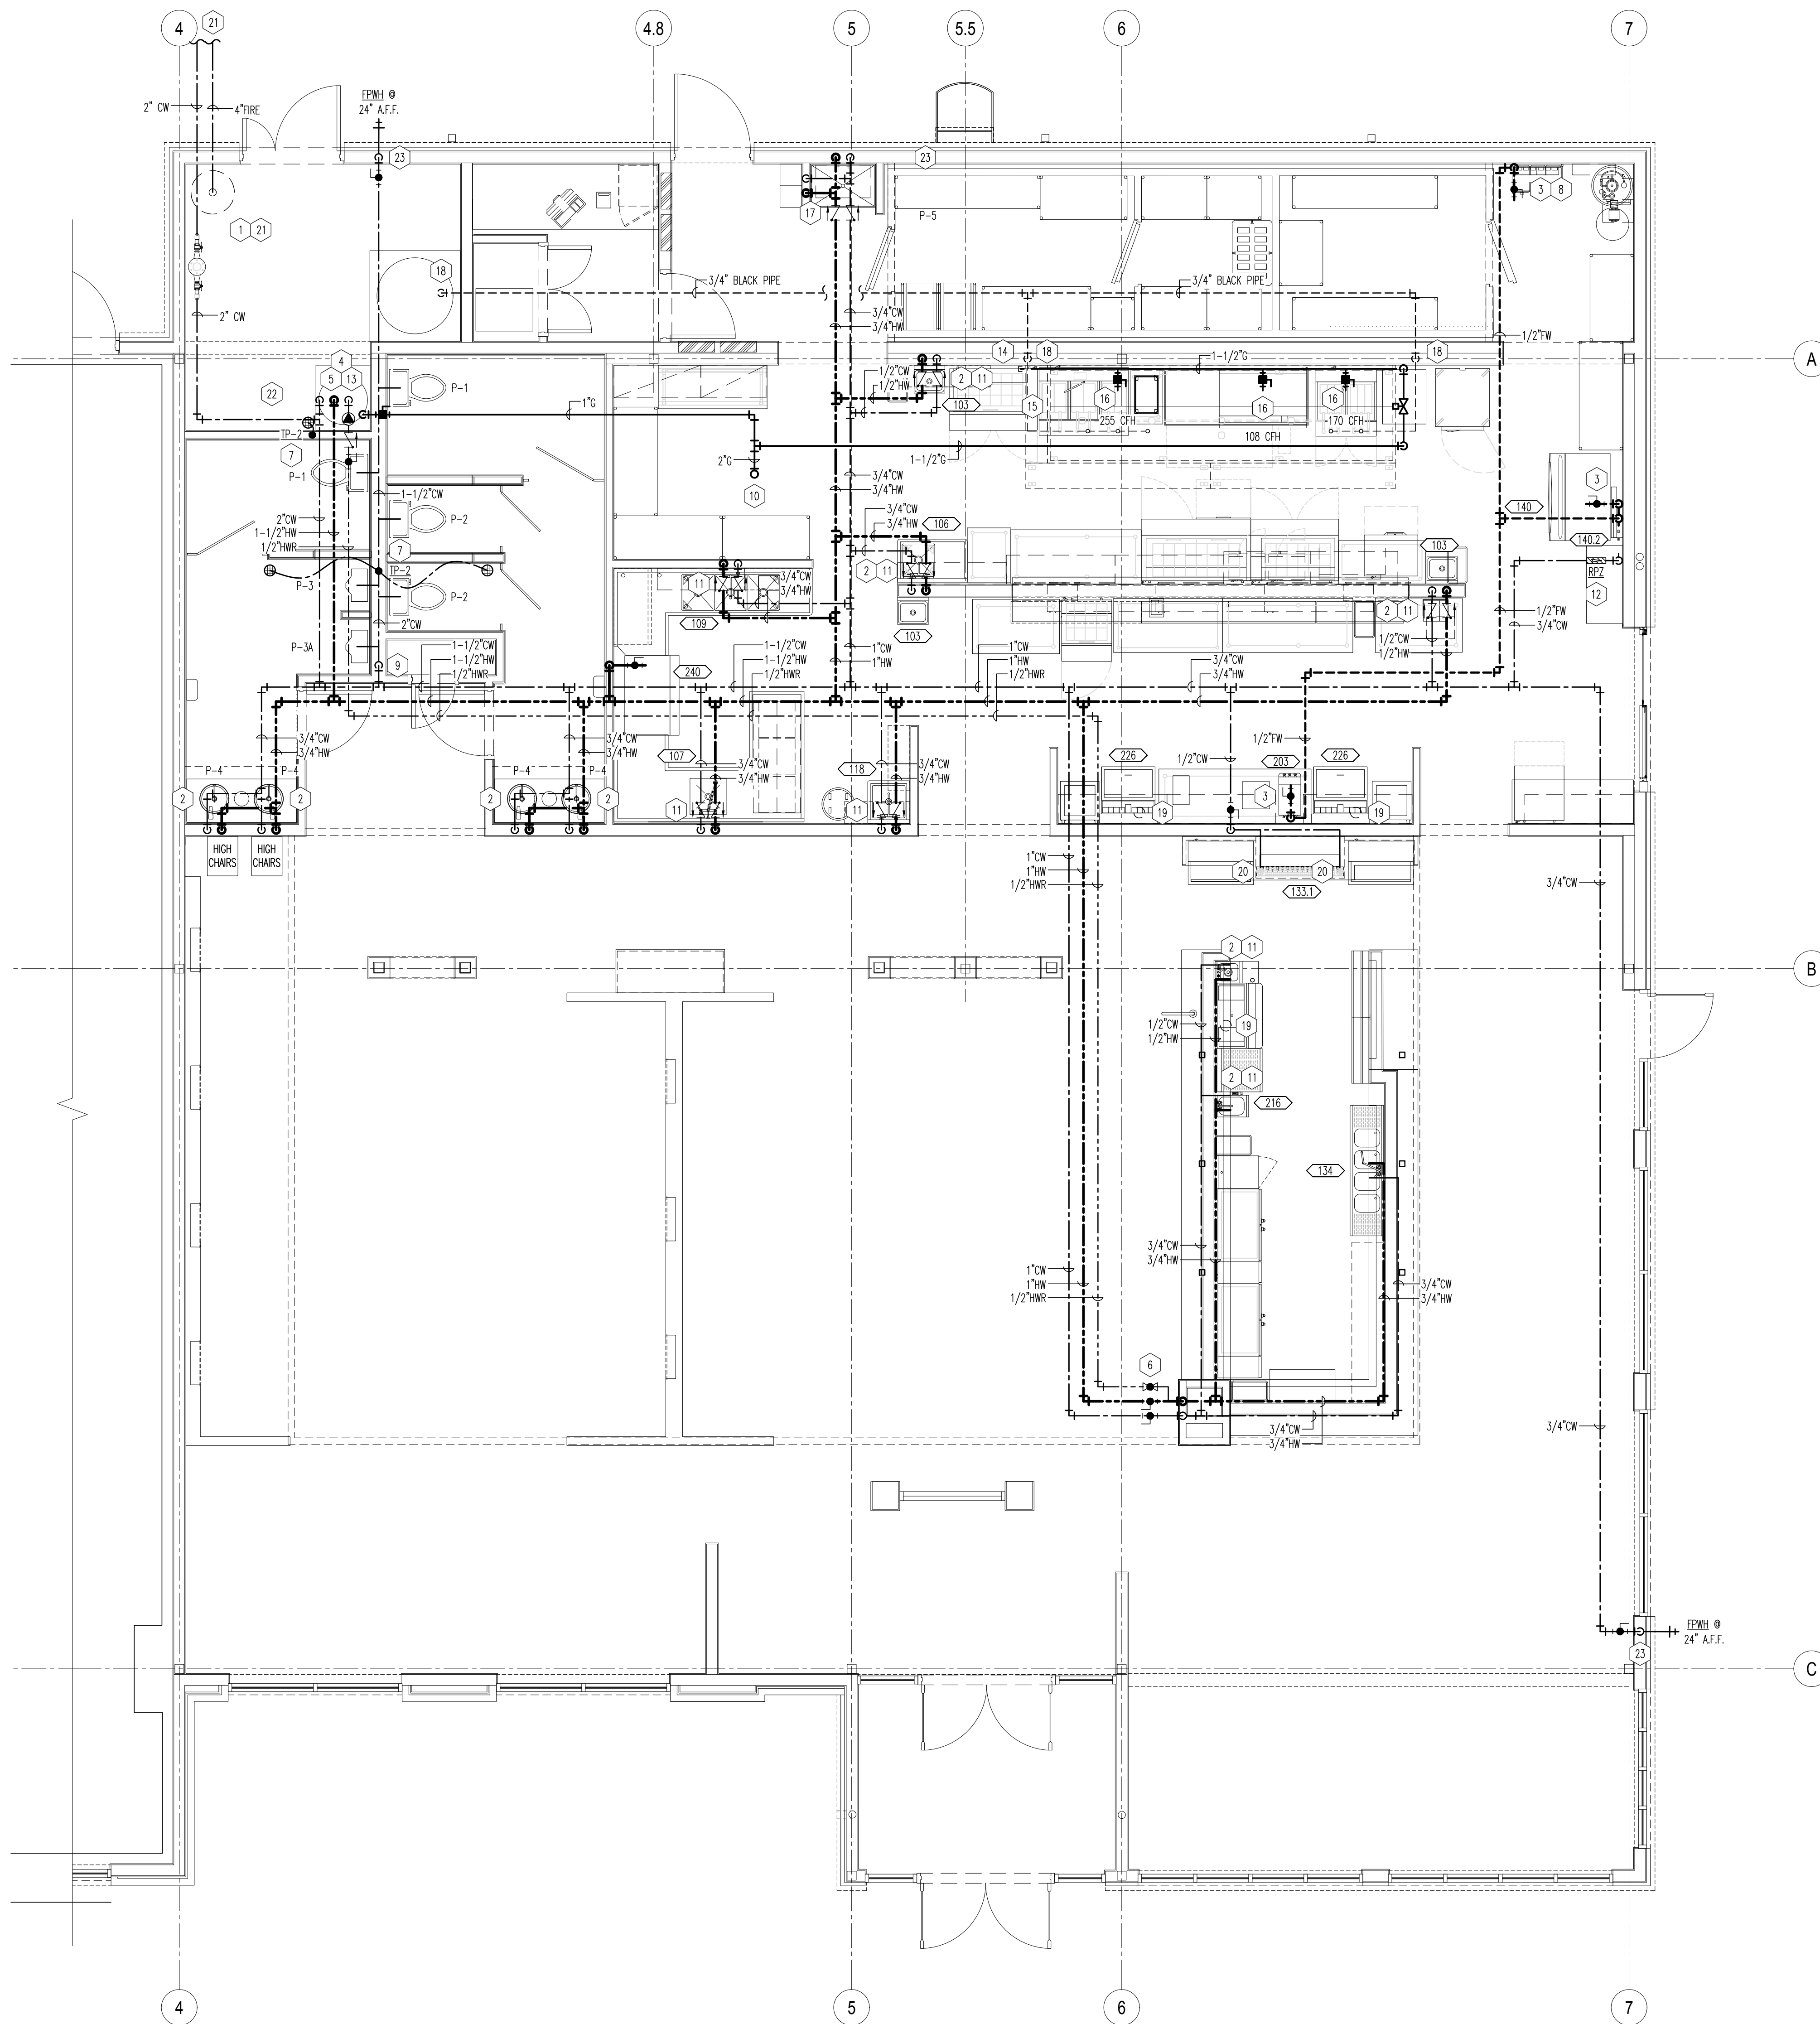 4
21
4.8
5
5.5
6
7
2" CW
4"FIRE
FPWH @
24" A.F.F.
23
23
3
8
17
P-5
1
21
18
3/4" BLACK PIPE
3/4" BLACK PIPE
2" CW
3/4"CW
3/4"HW
1/2"FW
4
14
18
1-1/2"G
18
A
5
13
P-1
1/2"CW
1/2"HW
2
11
22
16
16
16
1"G
103
15
255 CFH
170 CFH
TP-2
108 CFH
7
2"G
1-1/2"G
P-1
3/4"CW
3/4"HW
3
10
1-1/2"CW
140
2"CW
P-2
3/4"CW
3/4"HW
106
1-1/2"HW
1/2"HWR
7
140.2
103
TP-2
2
11
RPZ
P-3
11
3/4"CW
3/4"HW
12
P-2
2
11
1/2"FW
2"CW
109
3/4"CW
103
1/2"CW
P-3A
1-1/2"CW
1-1/2"CW
1"CW
1"CW
1/2"HW
9
1-1/2"HW
1-1/2"HW
1"HW
1"HW
3/4"CW
1/2"HWR
240
1/2"HWR
1/2"HWR
3/4"HW
3/4"CW
3/4"CW
1/2"FW
3/4"HW
3/4"HW
107
3/4"CW
118
3/4"CW
1/2"CW
226
203
226
P-4
P-4
P-4
P-4
3/4"HW
3/4"HW
2
2
2
2
11
11
19
3
19
HIGH
CHAIRS
HIGH
CHAIRS
1"CW
1"HW
1/2"HWR
20
20
133.1
3/4"CW
2
11
B
1/2"CW
1/2"HW
19
2
11
216
134
3/4"CW
3/4"HW
1"CW
1"HW
1/2"HWR
3/4"CW
3/4"HW
6
3/4"CW
3/4"HW
3/4"CW
FPWH @
24" A.F.F.
23
C
4
5
6
7